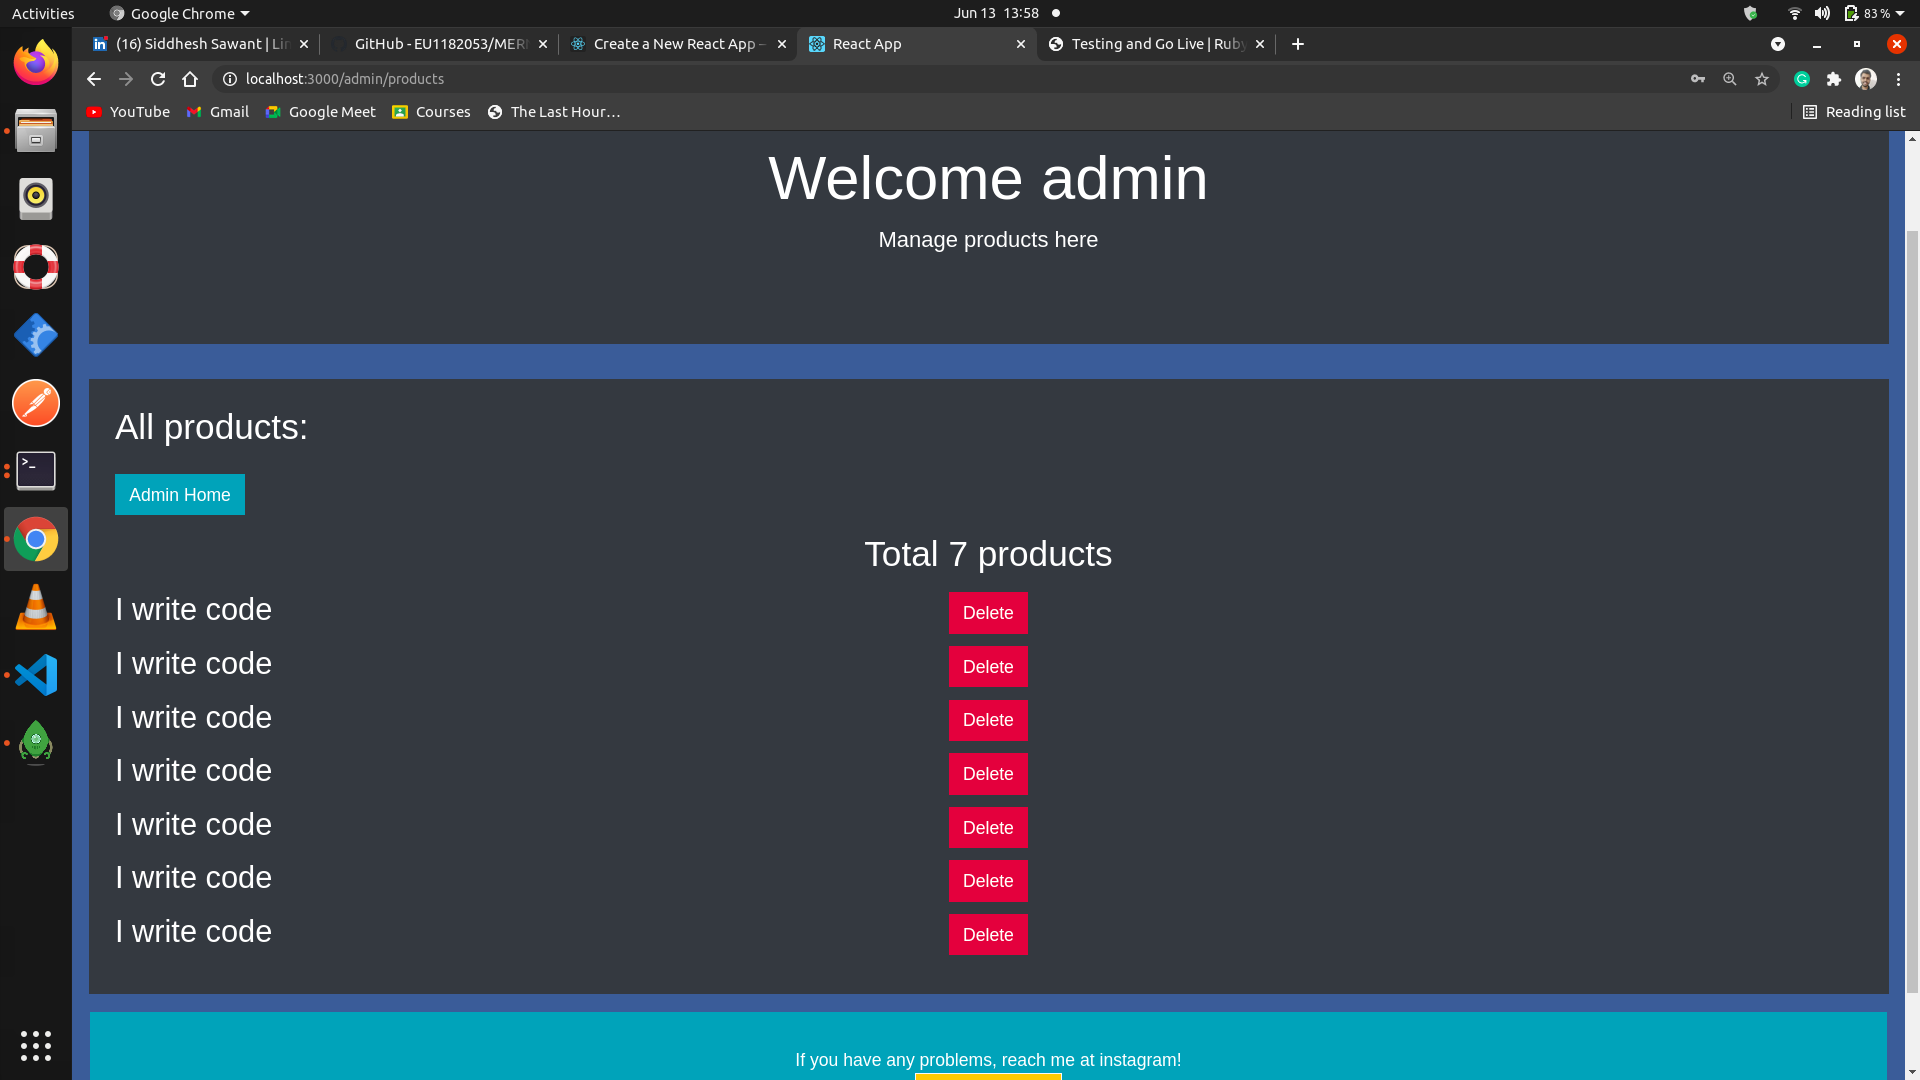 Activities
Google Chrome
Jun 13 13:58
83 %
(16) Siddhesh Sawant | Lin
GitHub - EU1182053/MER
Create a New React App –
React App
Testing and Go Live | Ruby
localhost:3000/admin/products
YouTube
Gmail
Google Meet
Courses
The Last Hour…
Reading list
Welcome admin
Manage products here
All products:
Admin Home
Total 7 products
I write code
Delete
I write code
Delete
I write code
Delete
I write code
Delete
I write code
Delete
I write code
Delete
I write code
Delete
If you have any problems, reach me at instagram!